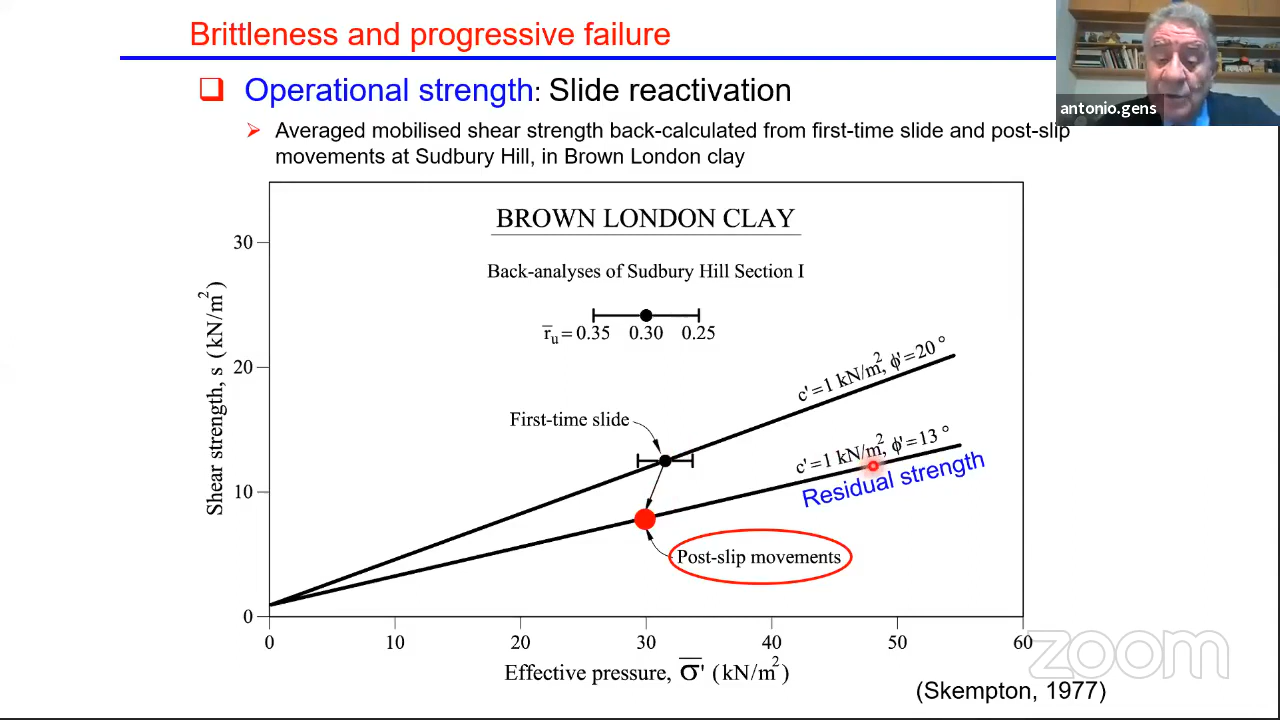 Brittleness and progressive failure
antonio.gens
Operational strength: Slide reactivation
Averaged mobilised shear strength back-calculated from first-time slide and post-slip
movements at Sudbury Hill, in Brown London clay
BROWN LONDON CLAY
Back-analyses of Sudbury Hill Section I
r̅u = 0.35 0.30 0.25
30
20
10
0
Shear strength, s (kN/m²)
c'=1 kN/m², ϕ'=20°
First-time slide
c'=1 kN/m², ϕ'=13°
Residual strength
Post-slip movements
0 10 20 30 40 50 60
Effective pressure, σ̅' (kN/m²)
zoom
(Skempton, 1977)